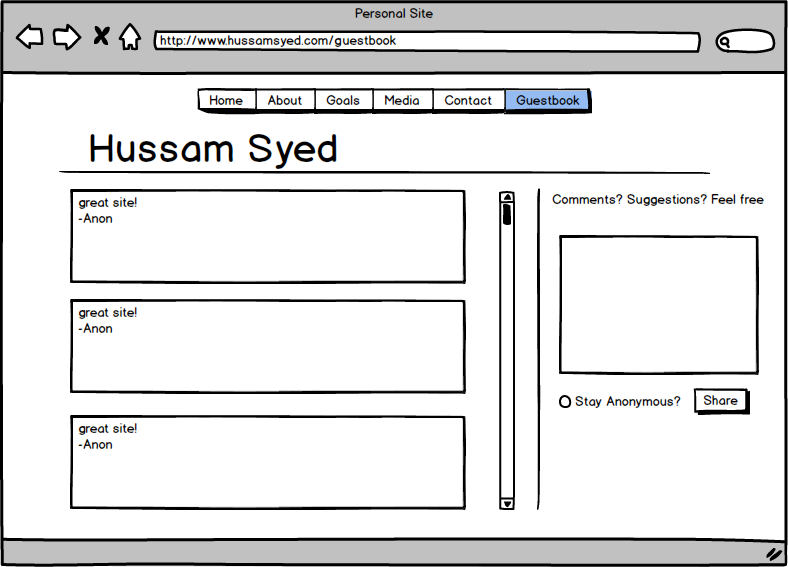 Personal Site
http://www.hussamsyed.com/guestbook
Home About Goals Media Contact Guestbook
Hussam Syed
great site!
-Anon
great site!
-Anon
great site!
-Anon
Comments? Suggestions? Feel free
Stay Anonymous? Share